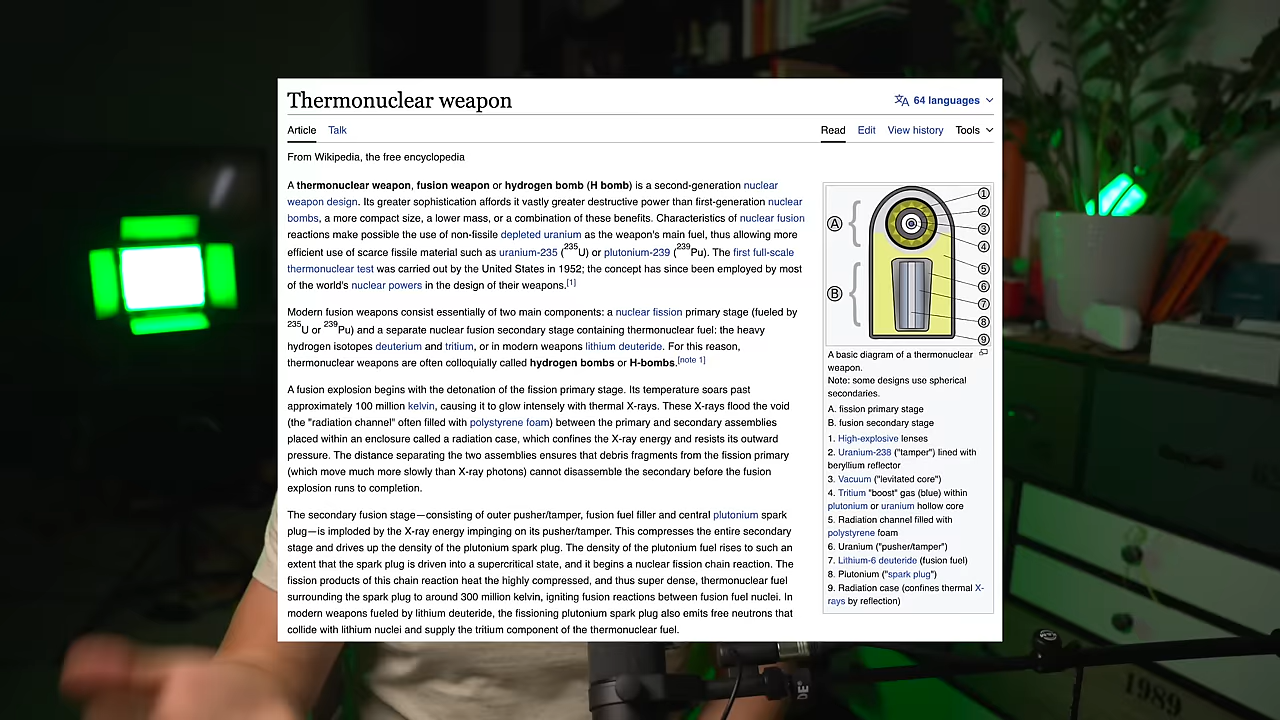 Thermonuclear weapon
64 languages
Article Talk
Read Edit View history Tools
From Wikipedia, the free encyclopedia
A thermonuclear weapon, fusion weapon or hydrogen bomb (H bomb) is a second-generation nuclear
weapon design. Its greater sophistication affords it vastly greater destructive power than first-generation nuclear
bombs, a more compact size, a lower mass, or a combination of these benefits. Characteristics of nuclear fusion
reactions make possible the use of non-fissile depleted uranium as the weapon's main fuel, thus allowing more
efficient use of scarce fissile material such as uranium-235 (²³⁵U) or plutonium-239 (²³⁹Pu). The first full-scale
thermonuclear test was carried out by the United States in 1952; the concept has since been employed by most
of the world's nuclear powers in the design of their weapons.[1]
Modern fusion weapons consist essentially of two main components: a nuclear fission primary stage (fueled by
²³⁵U or ²³⁹Pu) and a separate nuclear fusion secondary stage containing thermonuclear fuel: the heavy
hydrogen isotopes deuterium and tritium, or in modern weapons lithium deuteride. For this reason,
thermonuclear weapons are often colloquially called hydrogen bombs or H-bombs.[note 1]
A fusion explosion begins with the detonation of the fission primary stage. Its temperature soars past
approximately 100 million kelvin, causing it to glow intensely with thermal X-rays. These X-rays flood the void
(the "radiation channel" often filled with polystyrene foam) between the primary and secondary assemblies
placed within an enclosure called a radiation case, which confines the X-ray energy and resists its outward
pressure. The distance separating the two assemblies ensures that debris fragments from the fission primary
(which move much more slowly than X-ray photons) cannot disassemble the secondary before the fusion
explosion runs to completion.
The secondary fusion stage—consisting of outer pusher/tamper, fusion fuel filler and central plutonium spark
plug—is imploded by the X-ray energy impinging on its pusher/tamper. This compresses the entire secondary
stage and drives up the density of the plutonium spark plug. The density of the plutonium fuel rises to such an
extent that the spark plug is driven into a supercritical state, and it begins a nuclear fission chain reaction. The
fission products of this chain reaction heat the highly compressed, and thus super dense, thermonuclear fuel
surrounding the spark plug to around 300 million kelvin, igniting fusion reactions between fusion fuel nuclei. In
modern weapons fueled by lithium deuteride, the fissioning plutonium spark plug also emits free neutrons that
collide with lithium nuclei and supply the tritium component of the thermonuclear fuel.
A
B
1
2
3
4
5
6
7
8
9
A basic diagram of a thermonuclear
weapon.
Note: some designs use spherical
secondaries.
A. fission primary stage
B. fusion secondary stage
1. High-explosive lenses
2. Uranium-238 ("tamper") lined with
beryllium reflector
3. Vacuum ("levitated core")
4. Tritium "boost" gas (blue) within
plutonium or uranium hollow core
5. Radiation channel filled with
polystyrene foam
6. Uranium ("pusher/tamper")
7. Lithium-6 deuteride (fusion fuel)
8. Plutonium ("spark plug")
9. Radiation case (confines thermal X-
rays by reflection)
1989